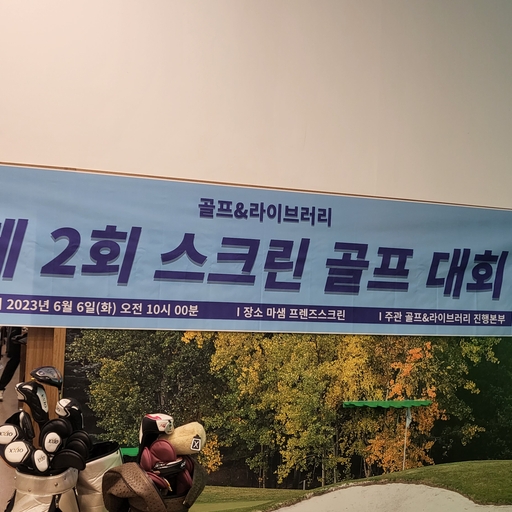 골프&라이브러리
제 2회 스크린 골프 대회
2023년 6월 6일(화) 오전 10시 00분 I 장소 마샘 프렌즈스크린 I 주관 골프&라이브러리 진행본부